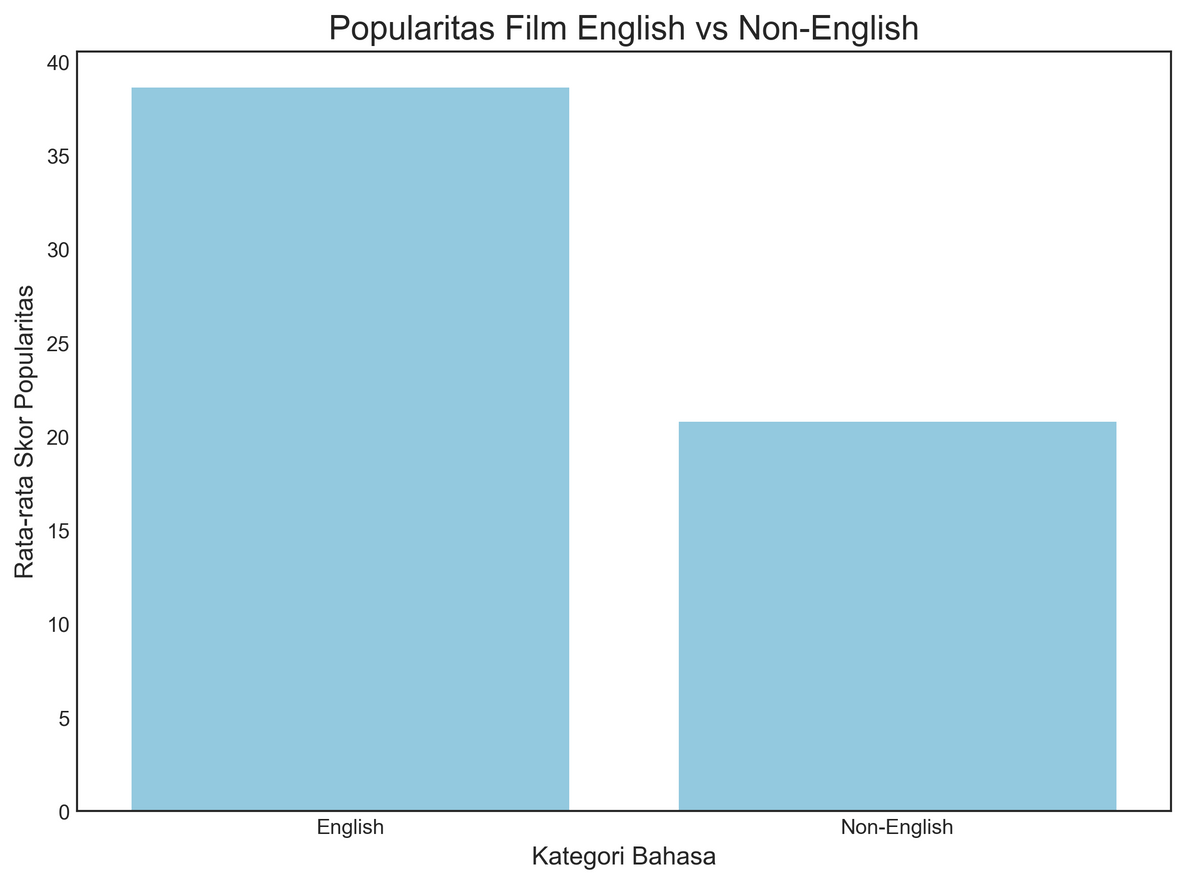 Popularitas Film English vs Non-English
Rata-rata Skor Popularitas
40
35
30
25
20
15
10
5
0
English
Non-English
Kategori Bahasa